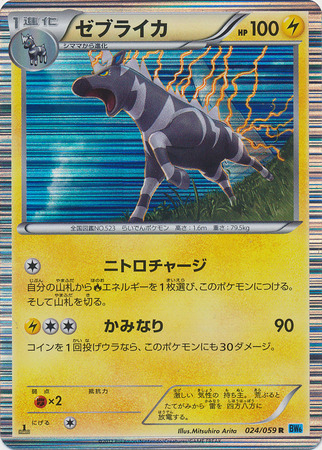 1進化
ゼブライカ
HP100
シママから進化
全国図鑑NO.523 らいでんポケモン 高さ:1.6m 重さ:79.5kg
ニトロチャージ
自分の山札から エネルギーを1枚選び、このポケモンにつける。
そして山札を切る。
かみなり 90
コインを1回投げウラなら、このポケモンにも30ダメージ。
弱点 抵抗力
×2
にげる
激しい 気性の 持ち主。 荒ぶると
たてがみから 雷を 四方八方に
放電する。
Illus.Mitsuhiro Arita 024/059 R BW6